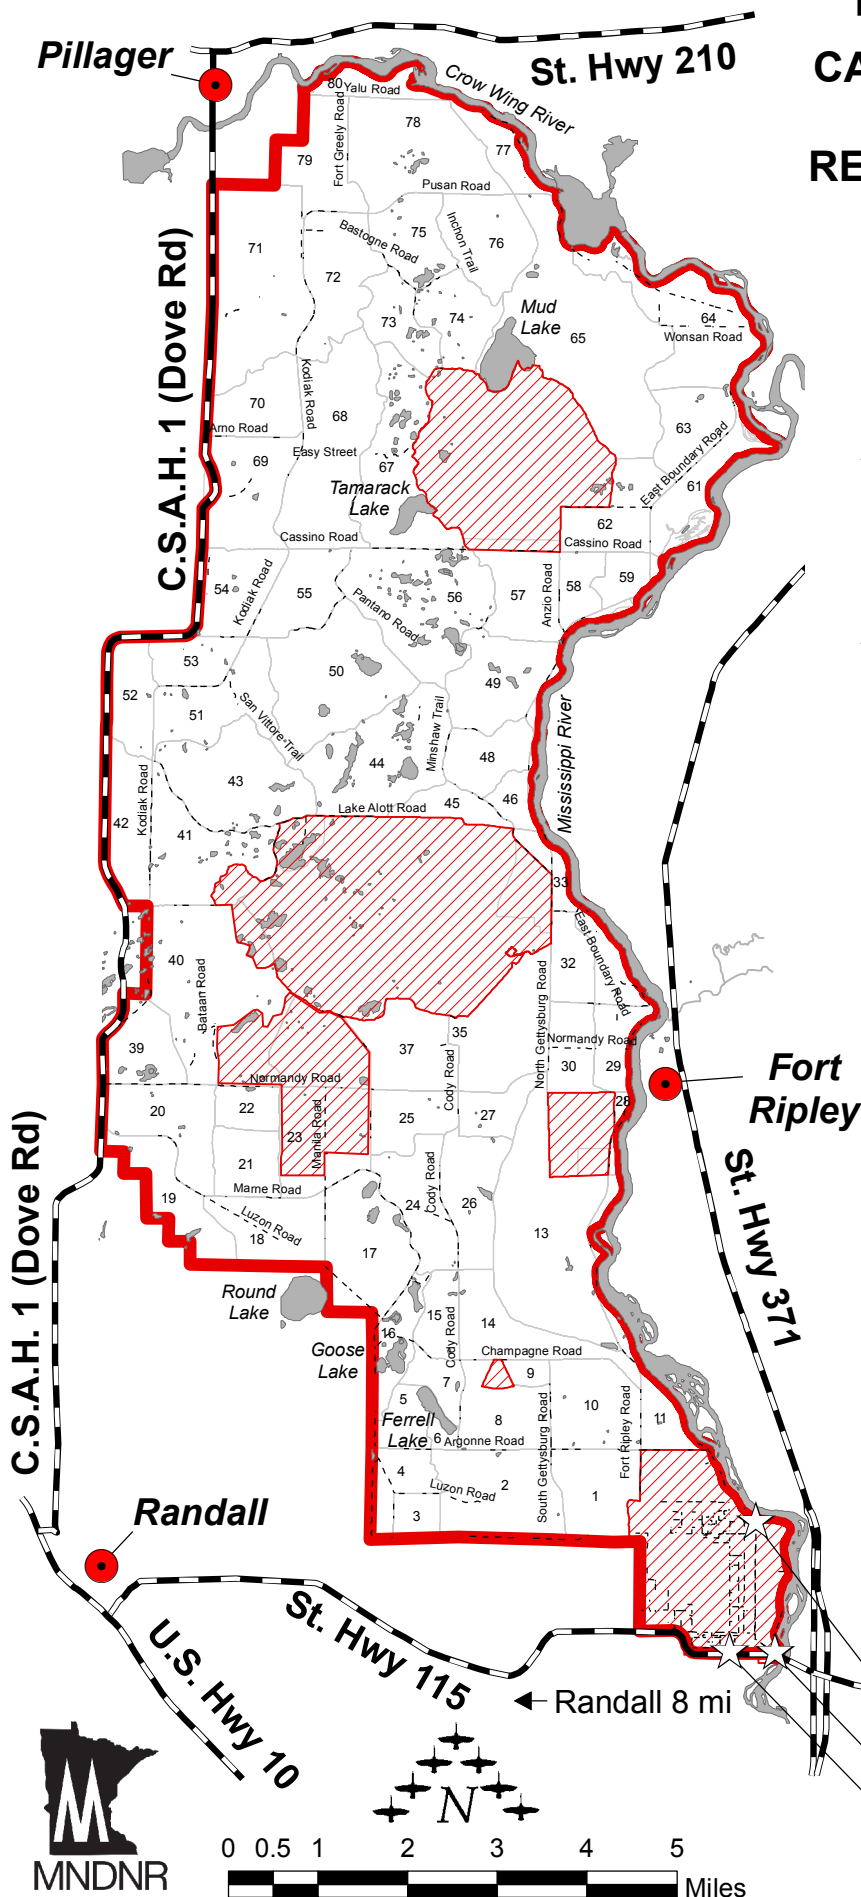 Pillager
St. Hwy 210
CA
RE
Crow Wing River
80
Yalu Road
78
77
79
Fort Greely Road
Pusan Road
71
Bastogne Road
75
Inchon Trail
76
72
73
74
Mud
Lake
65
64
Wonsan Road
C.S.A.H. 1 (Dove Rd)
Kodiak Road
70
68
63
Arno Road
Easy Street
East Boundary Road
69
67
61
Tamarack
Lake
62
Cassino Road
Cassino Road
54
Kodiak Road
55
Pantano Road
56
57
Anzio Road
58
59
53
52
50
49
51
San Vittore Trail
Minshaw Trail
Mississippi River
43
44
48
42
Kodiak Road
41
Lake Alott Road
45
46
33
East Boundary Road
40
Bataan Road
32
North Gettysburg Road
35
39
37
Normandy Road
30
29
Normandy Road
Cody Road
28
Fort
Ripley
20
22
25
27
23
Manila Road
21
Marne Road
Cody Road
19
24
26
Luzon Road
18
17
13
C.S.A.H. 1 (Dove Rd)
St. Hwy 371
Round
Lake
15
14
16
Cody Road
Goose
Lake
Champagne Road
7
9
5
8
10
11
Ferrell
Lake
6
Argonne Road
South Gettysburg Road
Fort Ripley Road
4
Luzon Road
2
1
3
Randall
St. Hwy 115
U.S. Hwy 10
Randall 8 mi
N
MNDNR
0 0.5 1 2 3 4 5
Miles